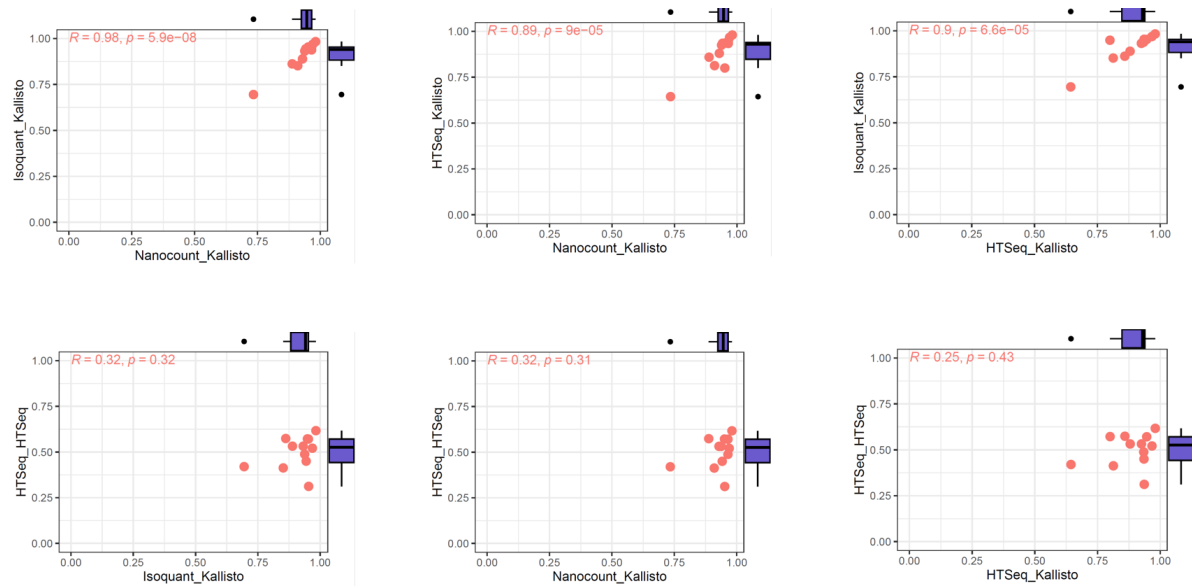 R = 0.98, p = 5.9e−08
1.00
0.75
0.50
0.25
0.00
Isoquant_Kallisto
0.00 0.25 0.50 0.75 1.00
Nanocount_Kallisto
R = 0.89, p = 9e−05
1.00
0.75
0.50
0.25
0.00
HTSeq_Kallisto
0.00 0.25 0.50 0.75 1.00
Nanocount_Kallisto
R = 0.9, p = 6.6e−05
1.00
0.75
0.50
0.25
0.00
Isoquant_Kallisto
0.00 0.25 0.50 0.75 1.00
HTSeq_Kallisto
R = 0.32, p = 0.32
1.00
0.75
0.50
0.25
0.00
HTSeq_HTSeq
0.00 0.25 0.50 0.75 1.00
Isoquant_Kallisto
R = 0.32, p = 0.31
1.00
0.75
0.50
0.25
0.00
HTSeq_HTSeq
0.00 0.25 0.50 0.75 1.00
Nanocount_Kallisto
R = 0.25, p = 0.43
1.00
0.75
0.50
0.25
0.00
HTSeq_HTSeq
0.00 0.25 0.50 0.75 1.00
HTSeq_Kallisto